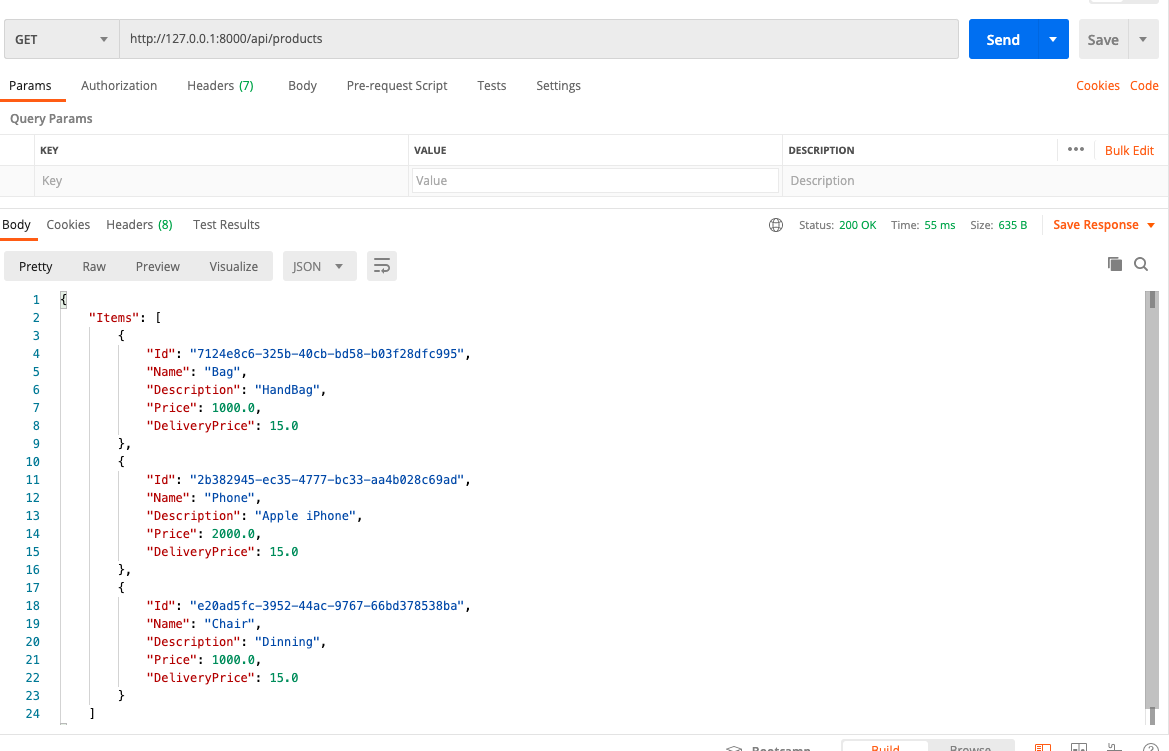 GET http://127.0.0.1:8000/api/products Send Save
Params Authorization Headers (7) Body Pre-request Script Tests Settings Cookies Code
Query Params
KEY VALUE DESCRIPTION ••• Bulk Edit
Key Value Description
Body Cookies Headers (8) Test Results Status: 200 OK Time: 55 ms Size: 635 B Save Response
Pretty Raw Preview Visualize JSON
1 {
2 "Items": [
3 {
4 "Id": "7124e8c6-325b-40cb-bd58-b03f28dfc995",
5 "Name": "Bag",
6 "Description": "HandBag",
7 "Price": 1000.0,
8 "DeliveryPrice": 15.0
9 },
10 {
11 "Id": "2b382945-ec35-4777-bc33-aa4b028c69ad",
12 "Name": "Phone",
13 "Description": "Apple iPhone",
14 "Price": 2000.0,
15 "DeliveryPrice": 15.0
16 },
17 {
18 "Id": "e20ad5fc-3952-44ac-9767-66bd378538ba",
19 "Name": "Chair",
20 "Description": "Dinning",
21 "Price": 1000.0,
22 "DeliveryPrice": 15.0
23 }
24 ]
Bootcamp Build Browse